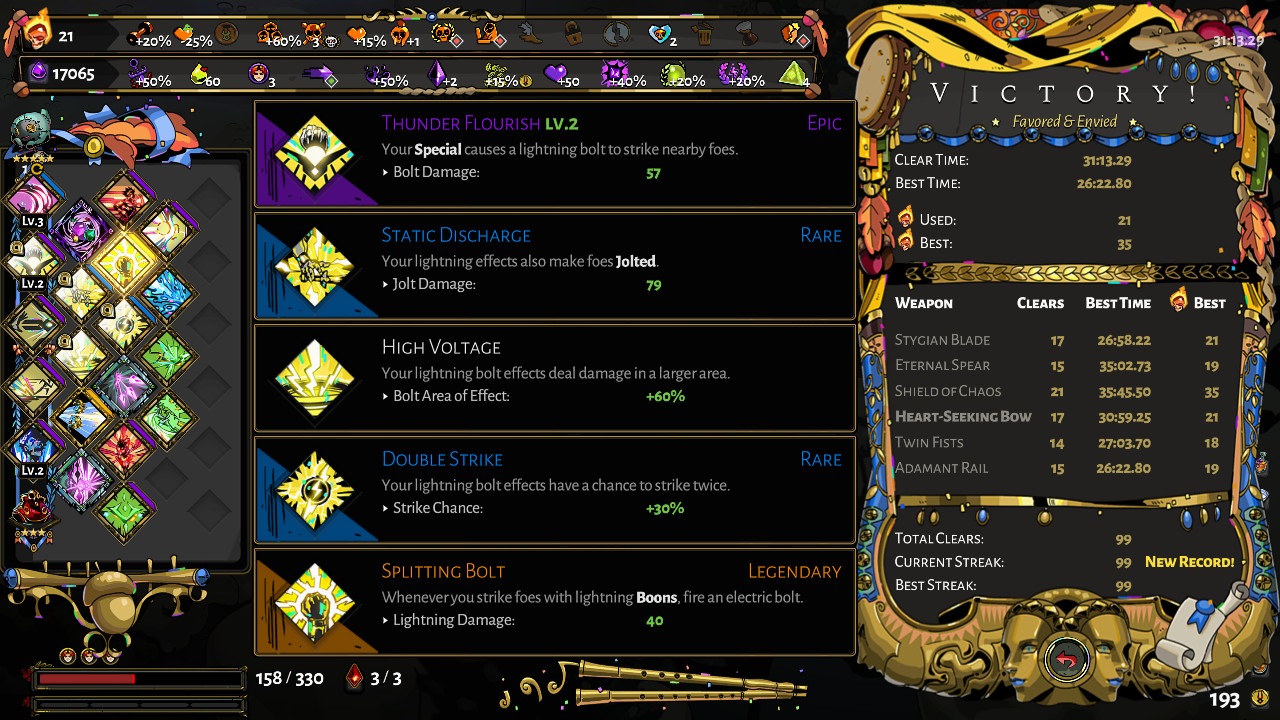 21
+20%
-25%
+60%
3
+15%
+1
2
17065
+50%
-60
3
+50%
+2
+15%
+50
+40%
+20%
+20%
4
31:13.29
VICTORY!
Favored & Envied
CLEAR TIME: 31:13.29
BEST TIME: 26:22.80
USED: 21
BEST: 35
WEAPON CLEARS BEST TIME BEST
STYGIAN BLADE 17 26:58.22 21
ETERNAL SPEAR 15 35:02.73 19
SHIELD OF CHAOS 21 35:45.50 35
HEART-SEEKING BOW 17 30:59.25 21
TWIN FISTS 14 27:03.70 18
ADAMANT RAIL 15 26:22.80 19
TOTAL CLEARS: 99
CURRENT STREAK: 99 NEW RECORD!
BEST STREAK: 99
193
THUNDER FLOURISH LV.2 EPIC
Your Special causes a lightning bolt to strike nearby foes.
Bolt Damage: 57
STATIC DISCHARGE RARE
Your lightning effects also make foes Jolted.
Jolt Damage: 79
HIGH VOLTAGE
Your lightning bolt effects deal damage in a larger area.
Bolt Area of Effect: +60%
DOUBLE STRIKE RARE
Your lightning bolt effects have a chance to strike twice.
Strike Chance: +30%
SPLITTING BOLT LEGENDARY
Whenever you strike foes with lightning Boons, fire an electric bolt.
Lightning Damage: 40
Lv.3
Lv.2
Lv.2
158 / 330
3 / 3